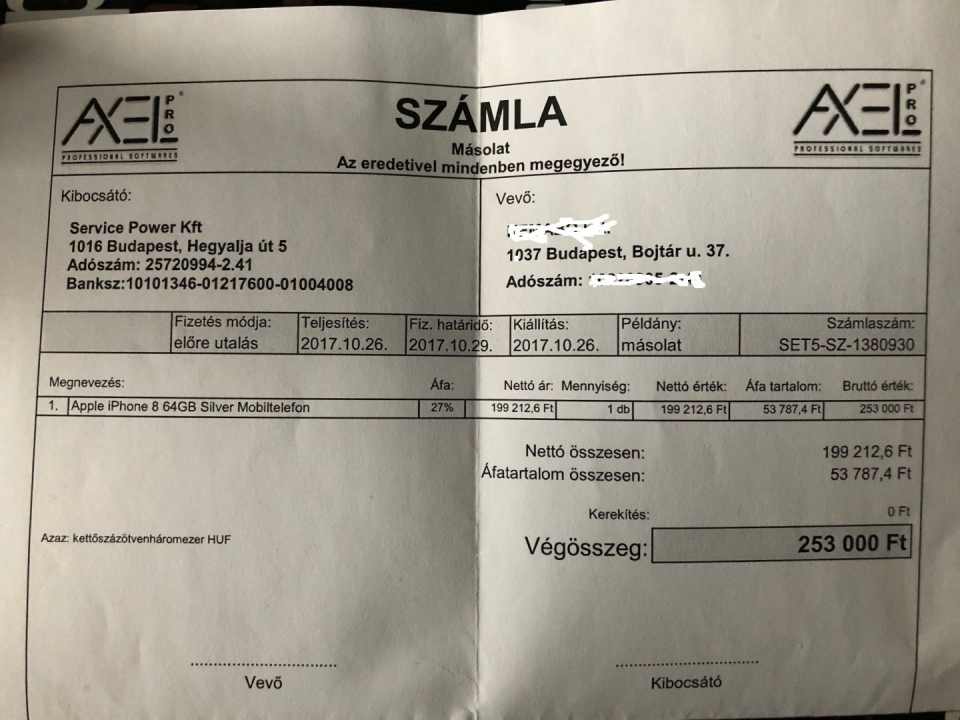 AXEL PRO
PROFESSIONAL SOFTWARES
SZÁMLA
Másolat
Az eredetivel mindenben megegyező!
AXEL PRO
PROFESSIONAL SOFTWARES
Kibocsátó:
Service Power Kft
1016 Budapest, Hegyalja út 5
Adószám: 25720994-2.41
Banksz:10101346-01217600-01004008
Vevő:
1037 Budapest, Bojtár u. 37.
Adószám:
Fizetés módja: Teljesítés: Fiz. határidő: Kiállítás: Példány: Számlaszám:
előre utalás 2017.10.26. 2017.10.29. 2017.10.26. másolat SET5-SZ-1380930
Megnevezés: Áfa: Nettó ár: Mennyiség: Nettó érték: Áfa tartalom: Bruttó érték:
1. Apple iPhone 8 64GB Silver Mobiltelefon 27% 199 212,6 Ft 1 db 199 212,6 Ft 53 787,4 Ft 253 000 Ft
Nettó összesen: 199 212,6 Ft
Áfatartalom összesen: 53 787,4 Ft
Kerekítés: 0 Ft
Azaz: kettőszázötvenháromezer HUF
Végösszeg: 253 000 Ft
Vevő
Kibocsátó